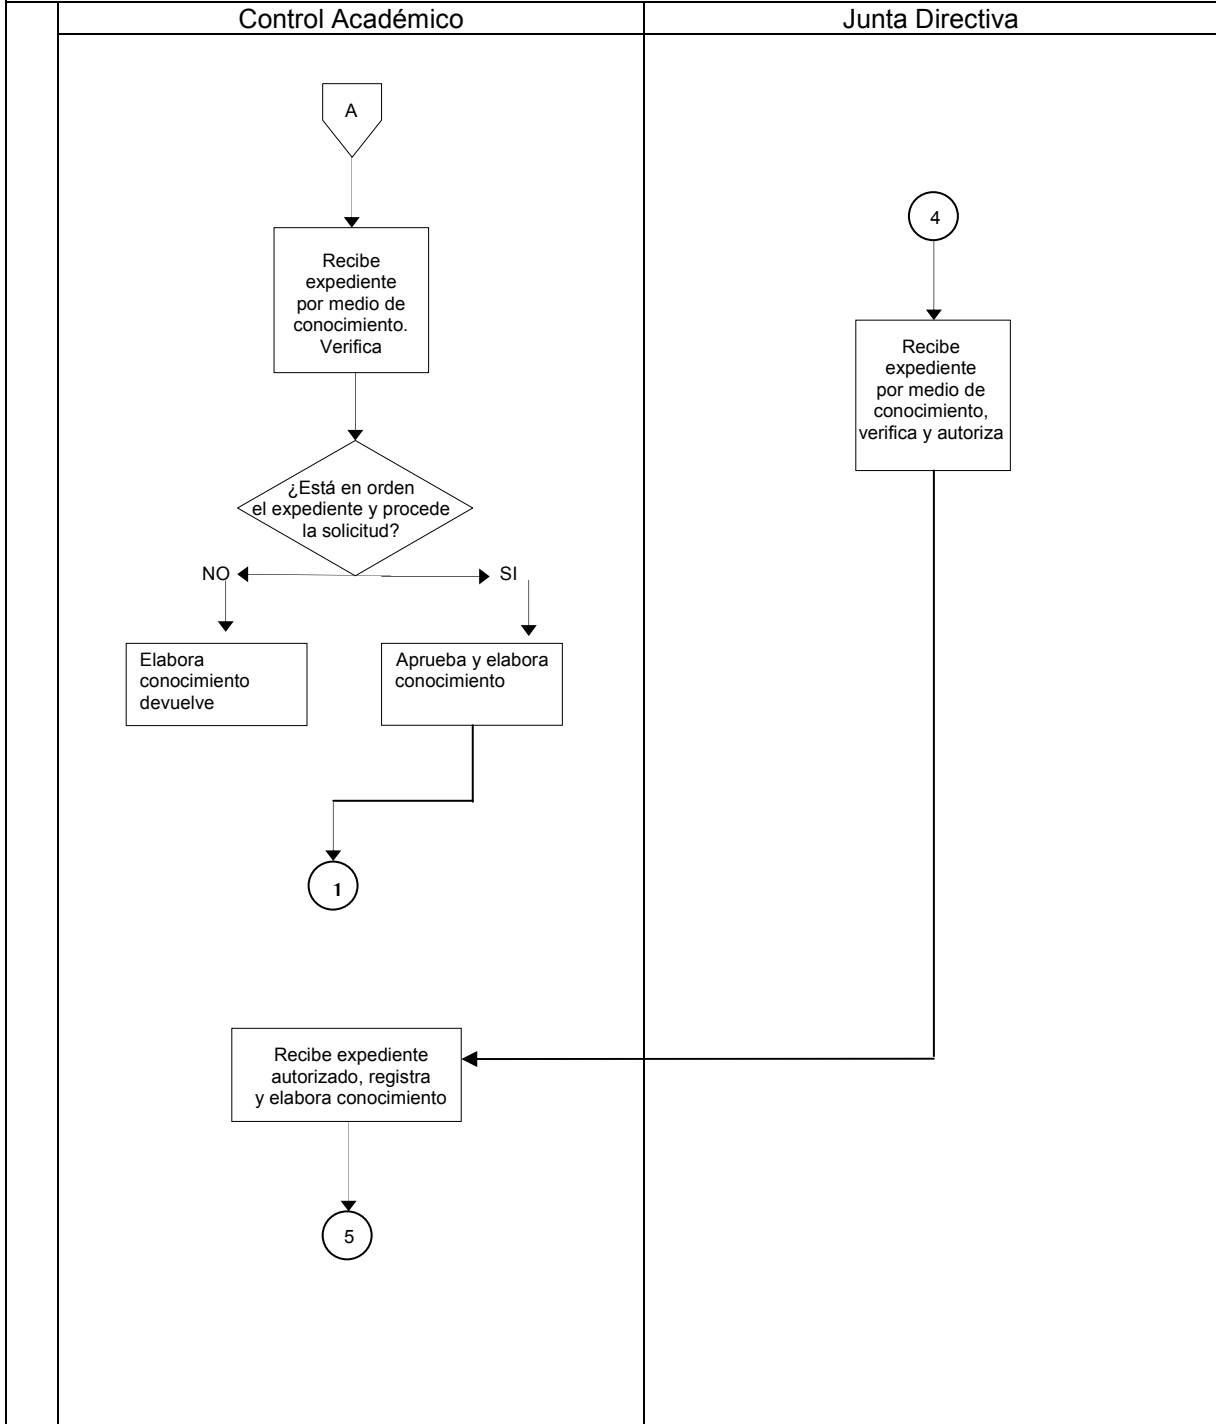 Control Académico
Junta Directiva
A
Recibe
expediente
por medio de
conocimiento.
Verifica
¿Está en orden
el expediente y procede
la solicitud?
NO
SI
Elabora
conocimiento
devuelve
Aprueba y elabora
conocimiento
1
4
Recibe
expediente
por medio de
conocimiento,
verifica y autoriza
Recibe expediente
autorizado, registra
y elabora conocimiento
5